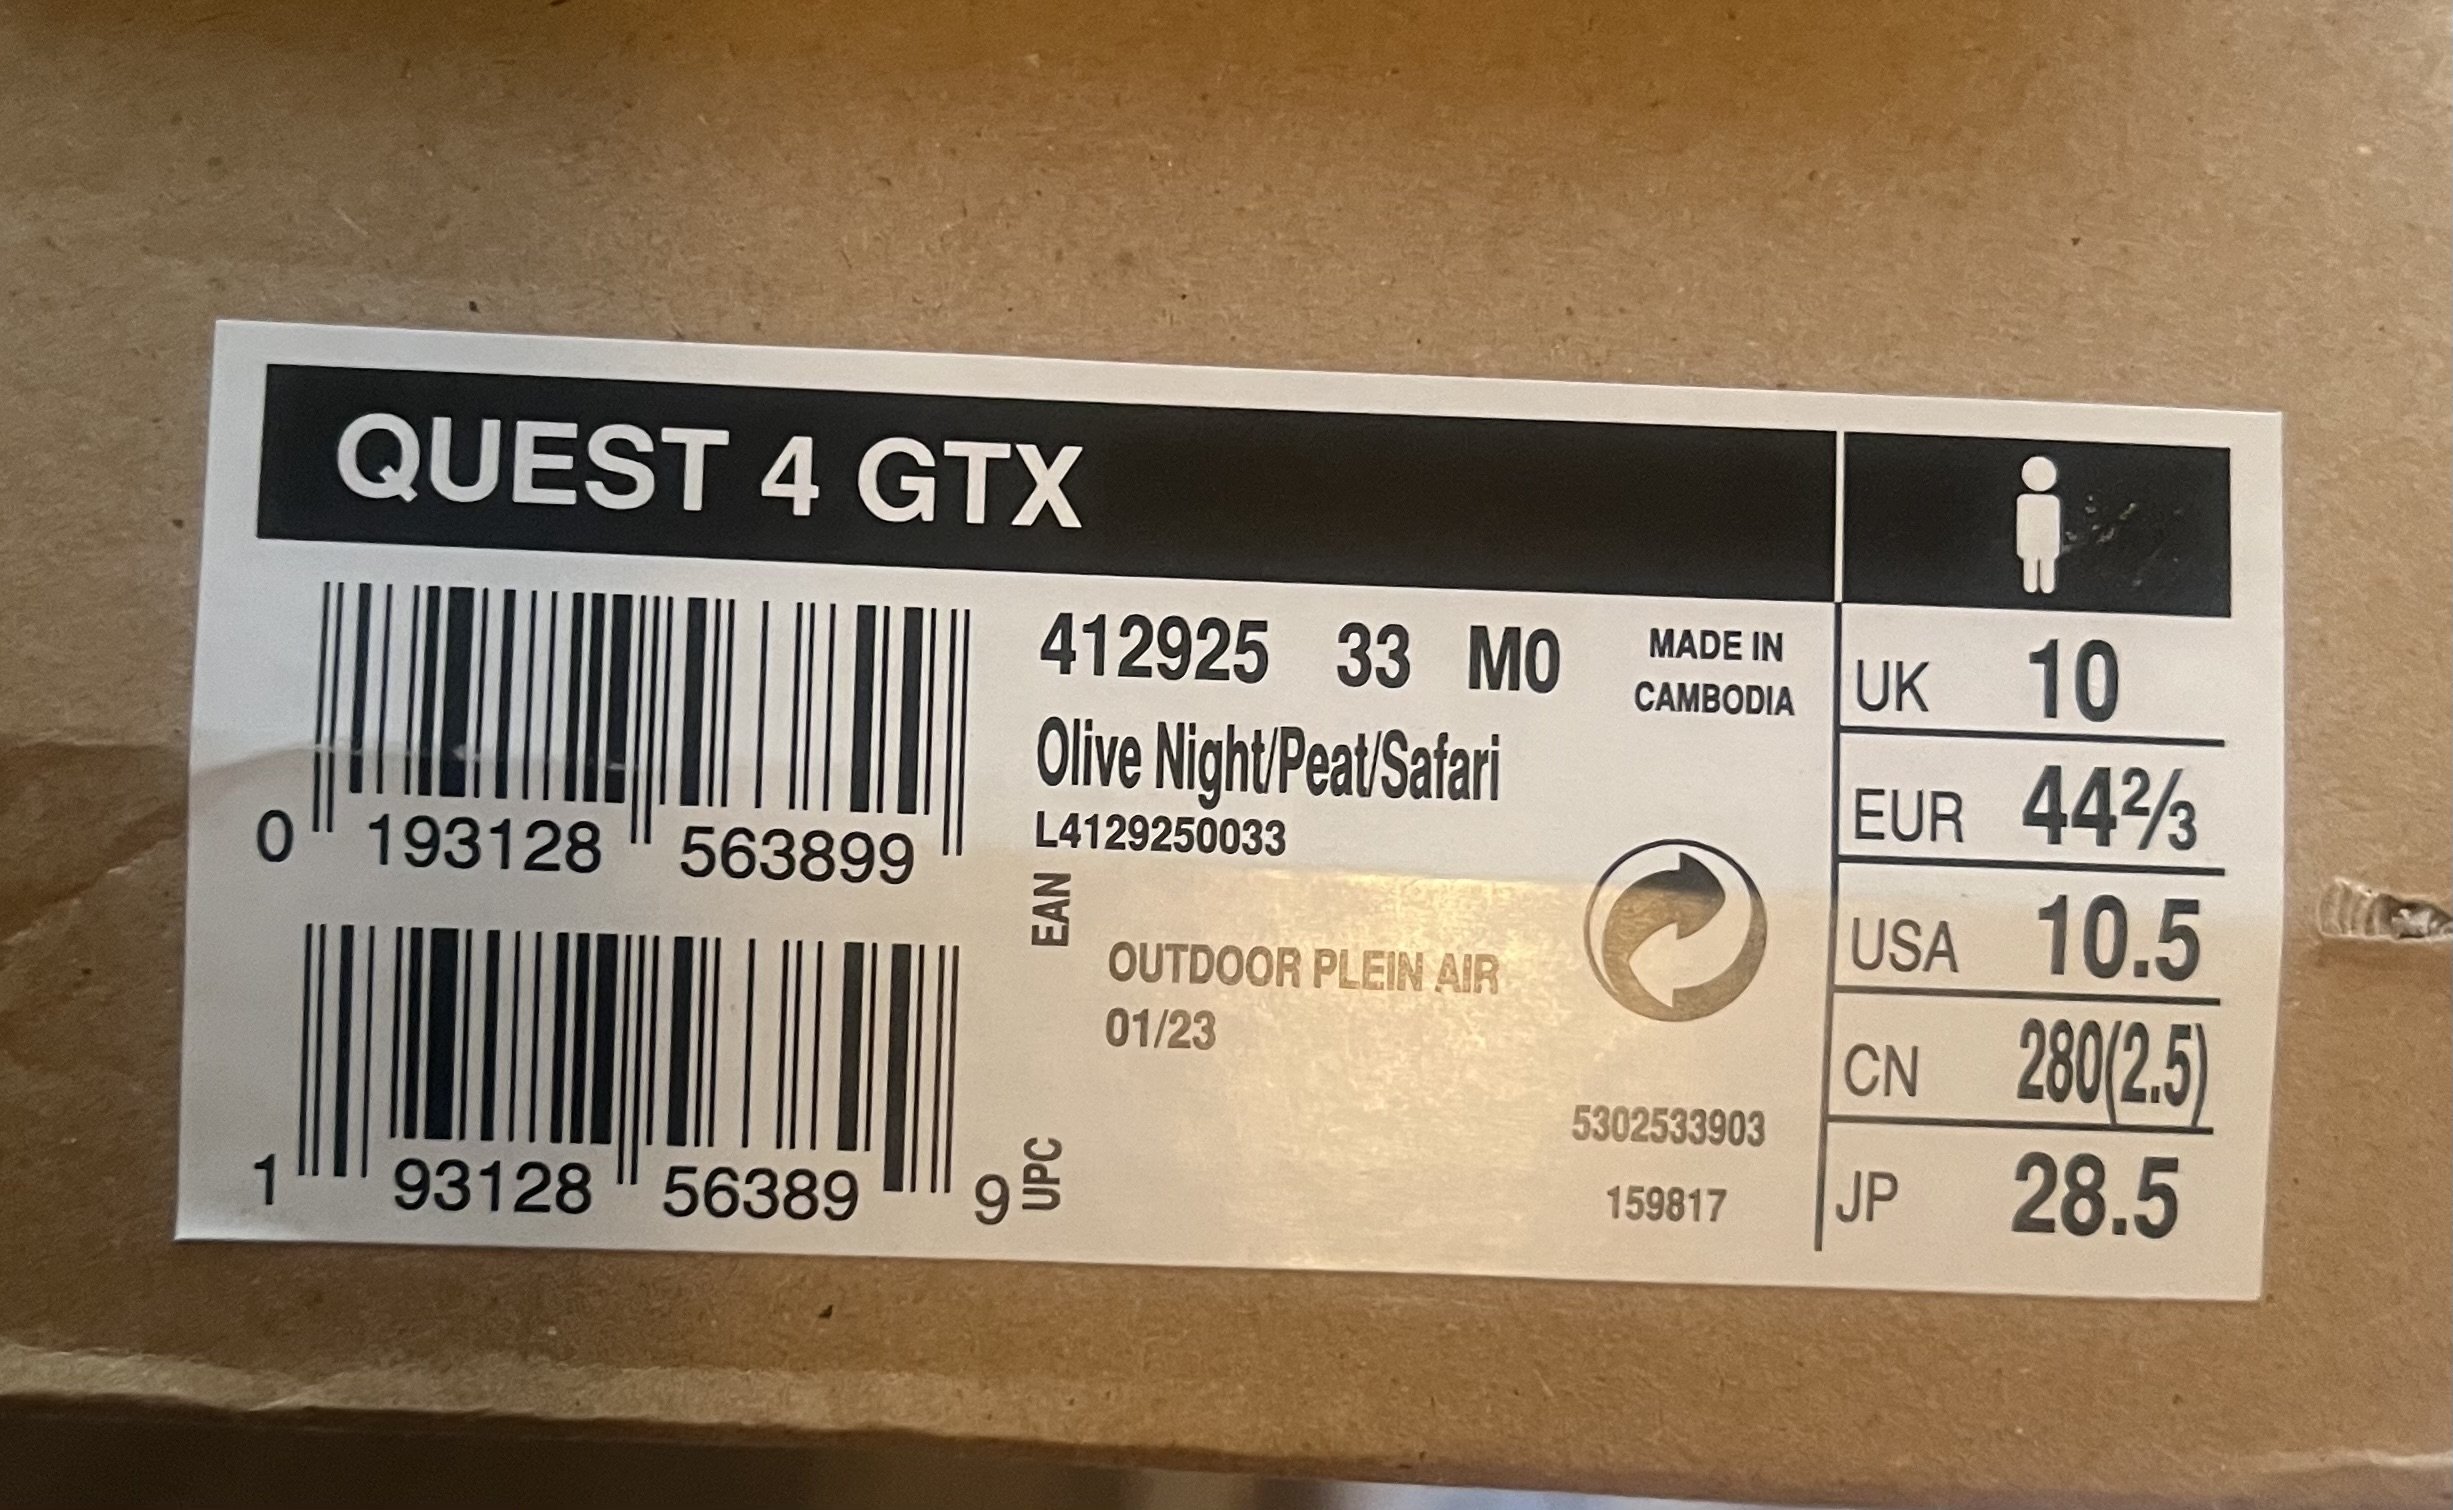 QUEST 4 GTX
412925 33 M0
MADE IN
CAMBODIA
Olive Night/Peat/Safari
L4129250033
0 193128 563899
EAN
OUTDOOR PLEIN AIR
01/23
1 93128 56389 9
UPC
5302533903
159817
UK 10
EUR 44⅔
USA 10.5
CN 280(2.5)
JP 28.5